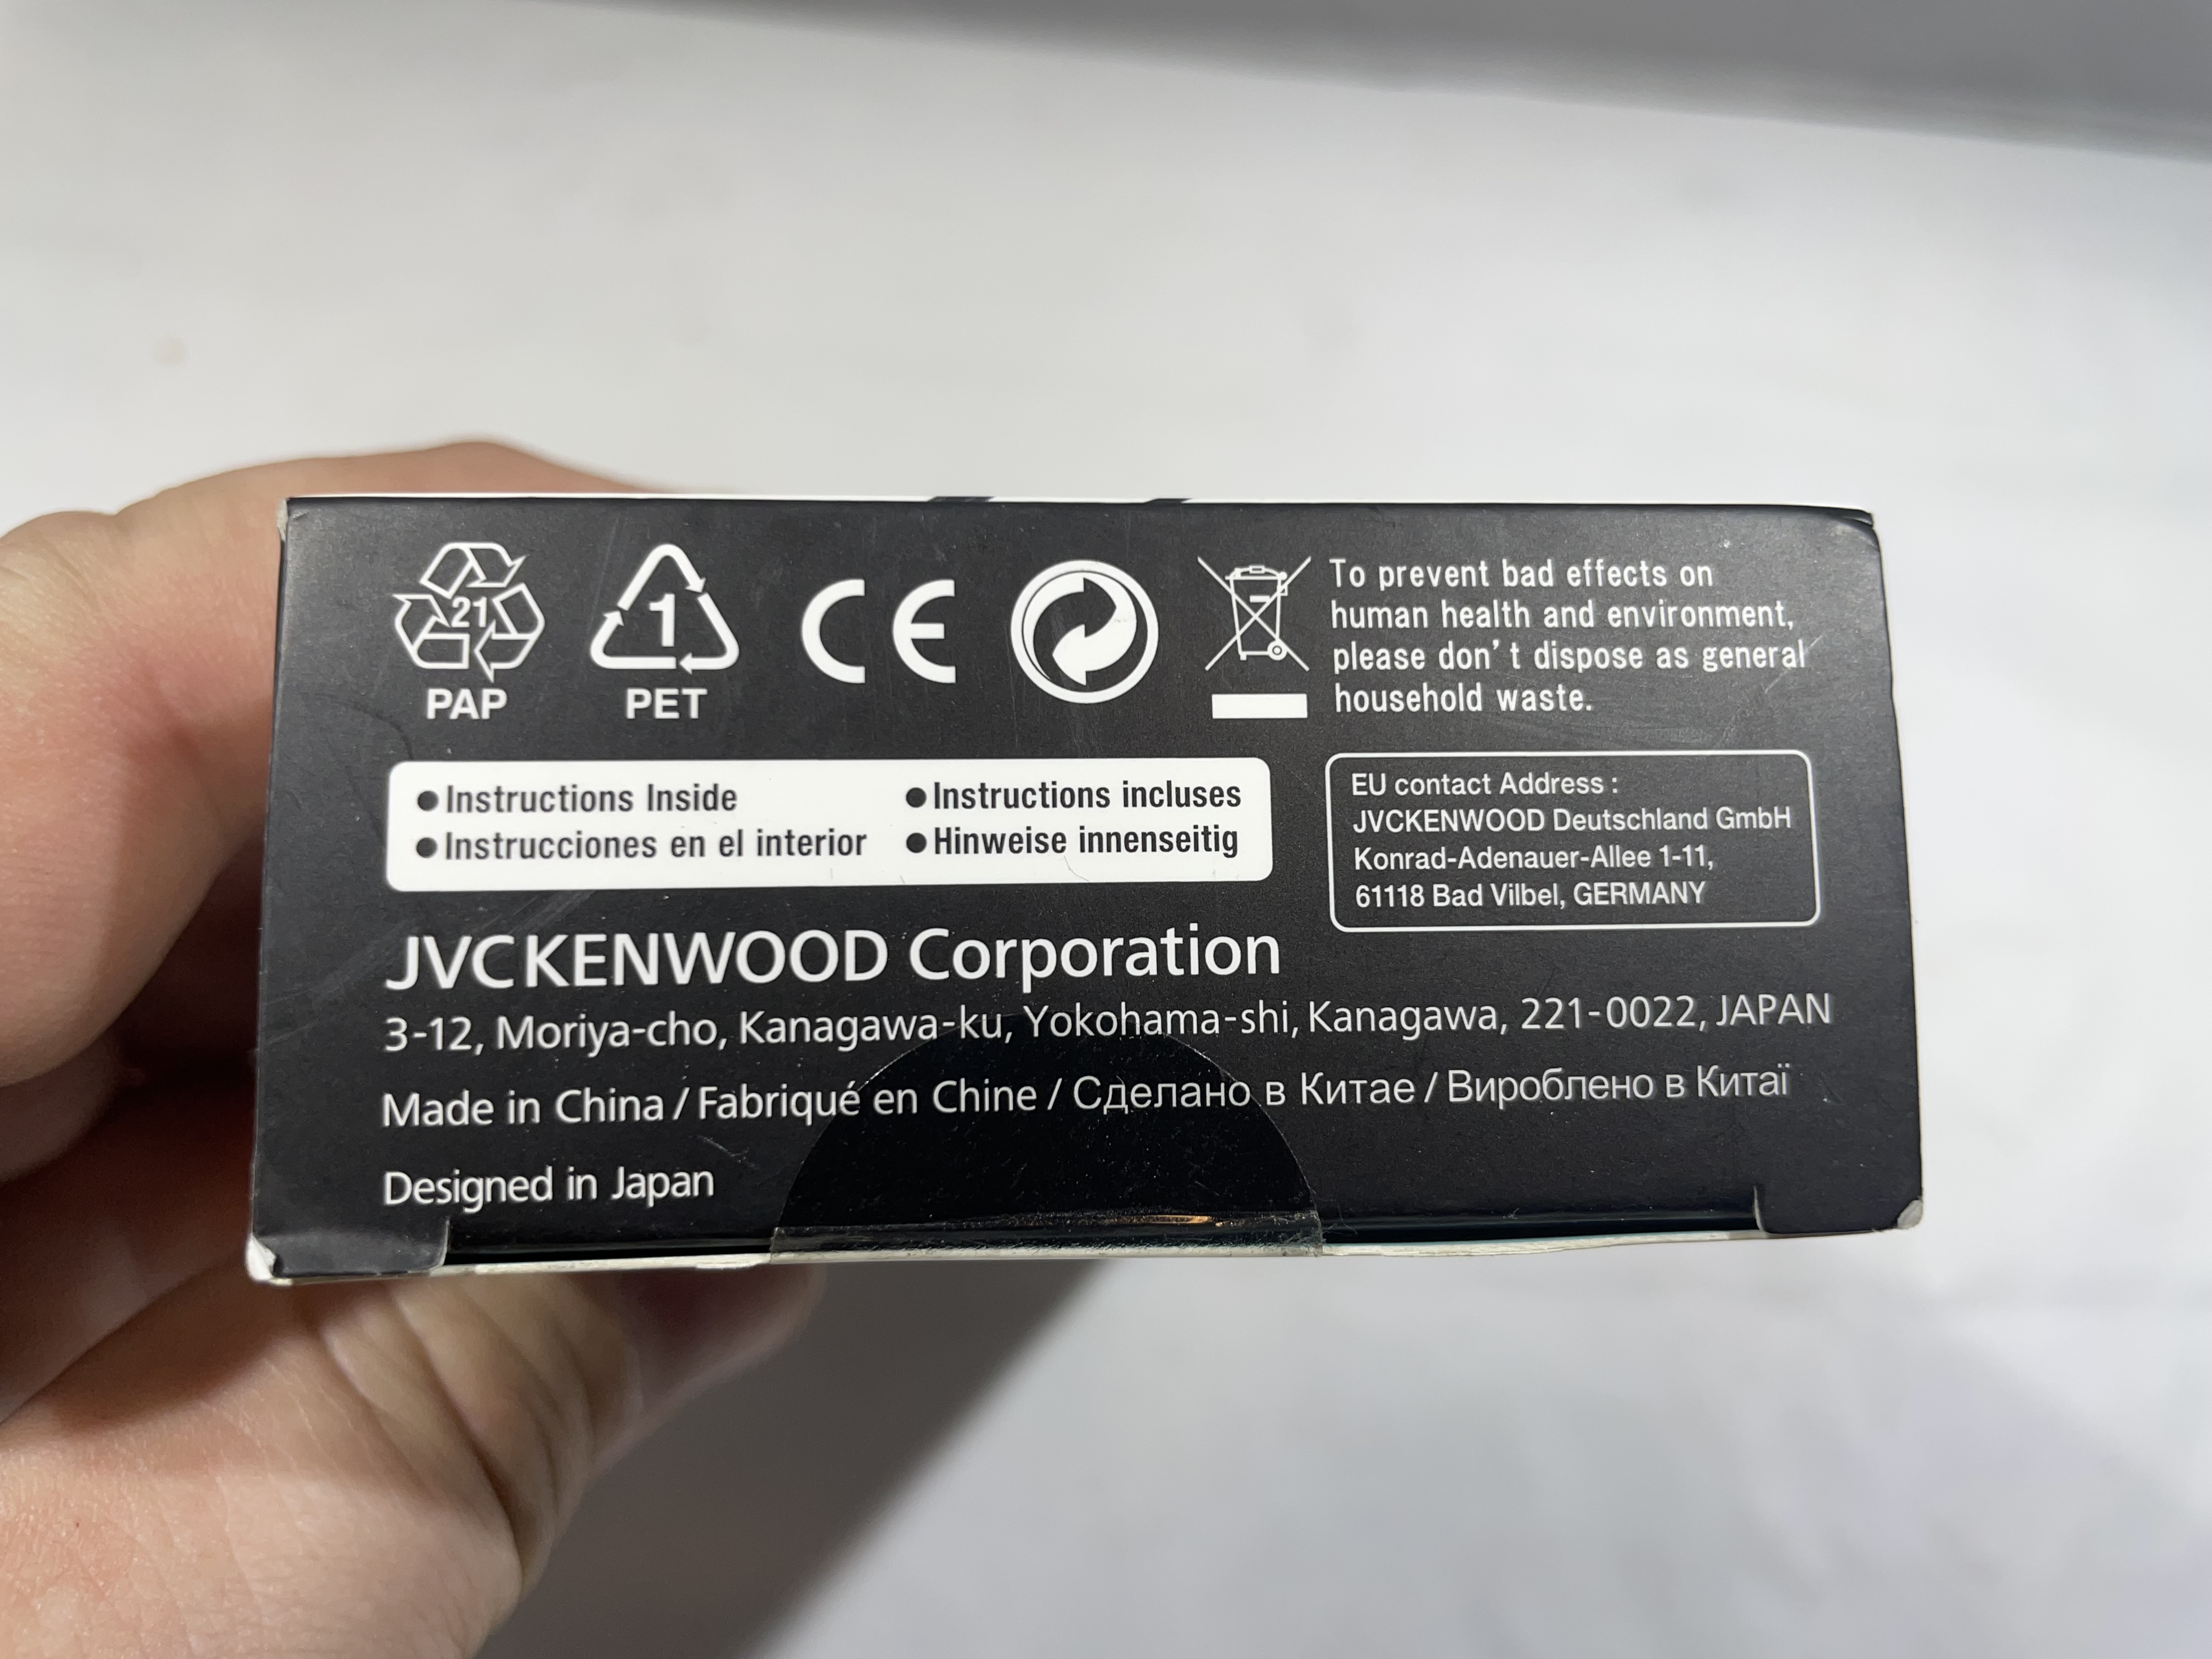 21
PAP
1
PET
CE
To prevent bad effects on
human health and environment,
please don't dispose as general
household waste.
●Instructions Inside
●Instructions incluses
●Instrucciones en el interior
●Hinweise innenseitig
EU contact Address :
JVCKENWOOD Deutschland GmbH
Konrad-Adenauer-Allee 1-11,
61118 Bad Vilbel, GERMANY
JVCKENWOOD Corporation
3-12, Moriya-cho, Kanagawa-ku, Yokohama-shi, Kanagawa, 221-0022, JAPAN
Made in China / Fabriqué en Chine / Сделано в Китае / Вироблено в Китаї
Designed in Japan